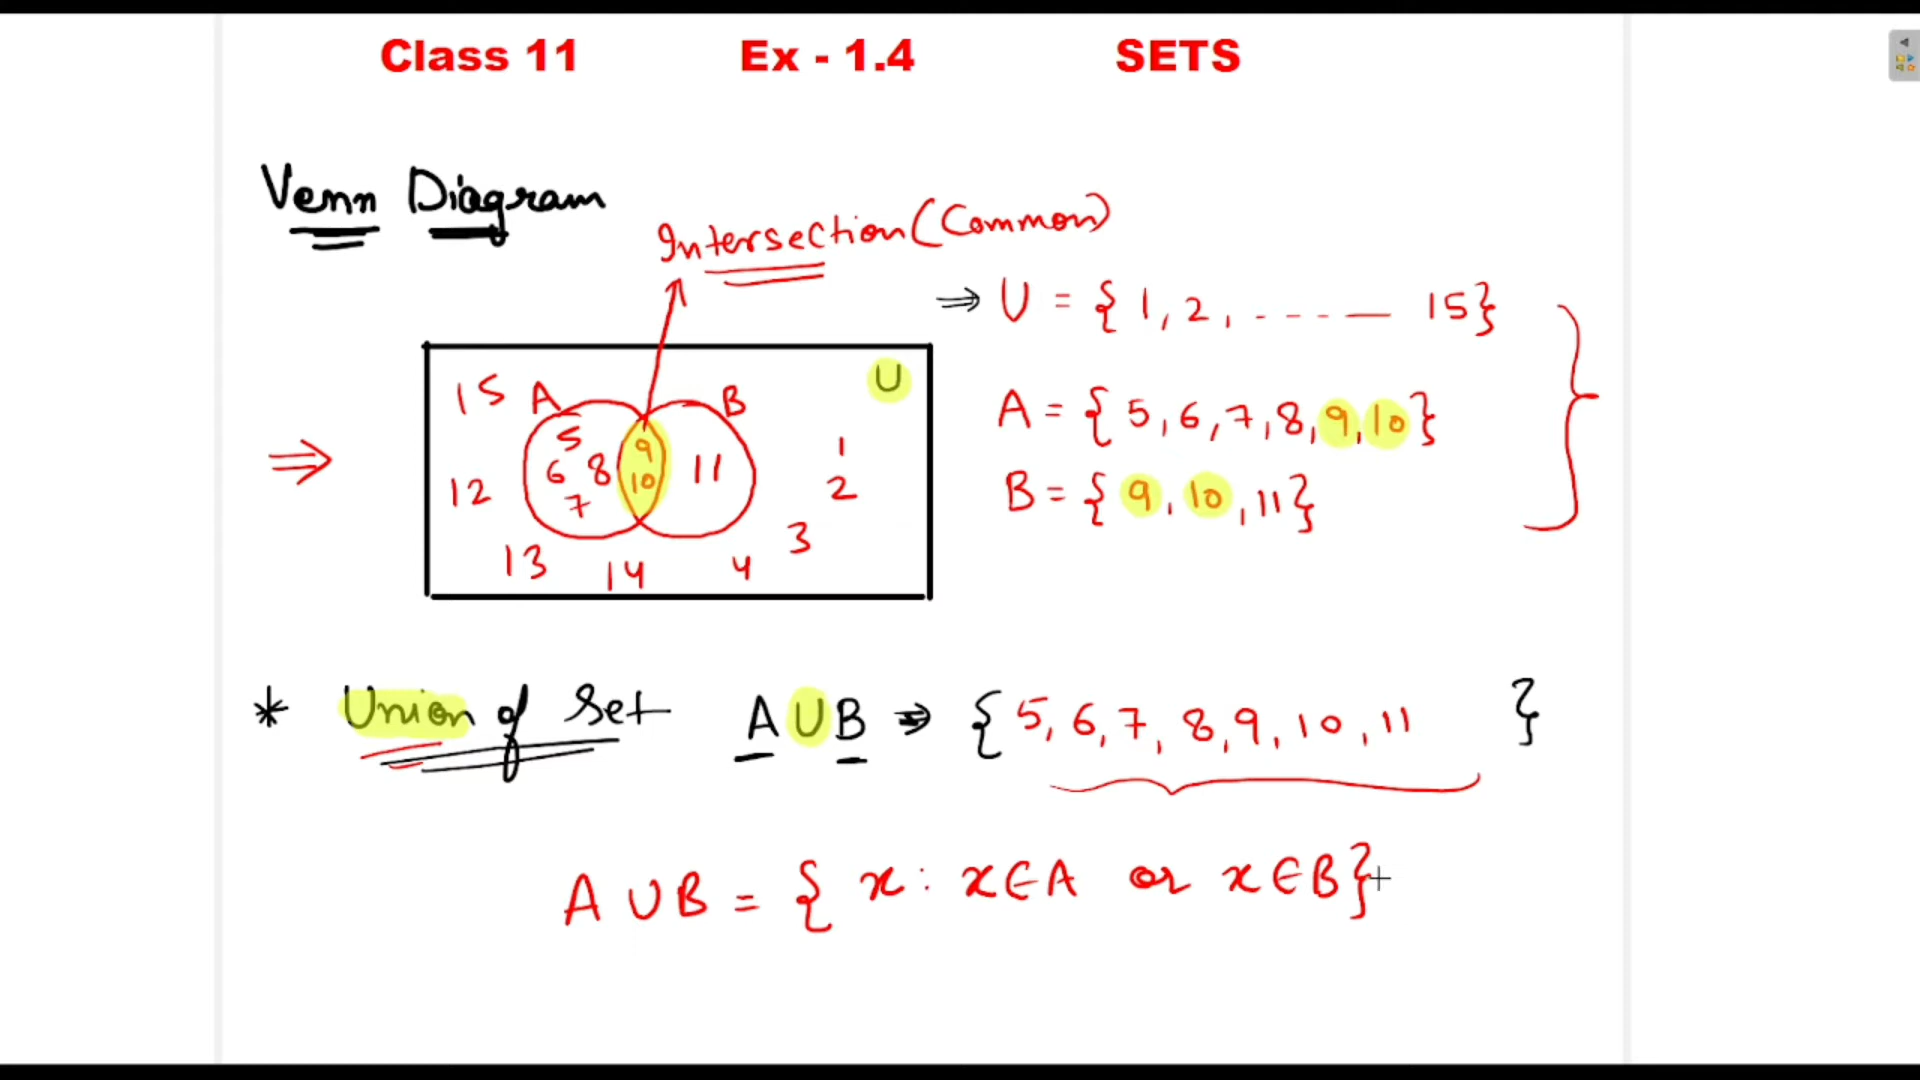 Class 11 Ex - 1.4 SETS
Venn Diagram
Intersection (Common)
⇒ U = { 1, 2, ------ 15}
15 A B U
⇒
5
6 8
7
9
10
11
1
2
3
4
12
13
14
A = { 5, 6, 7, 8, 9, 10}
B = { 9, 10, 11}
* Union of Set A U B ⇒ { 5, 6, 7, 8, 9, 10, 11 }
A ∪ B = { x : x ∈ A or x ∈ B}